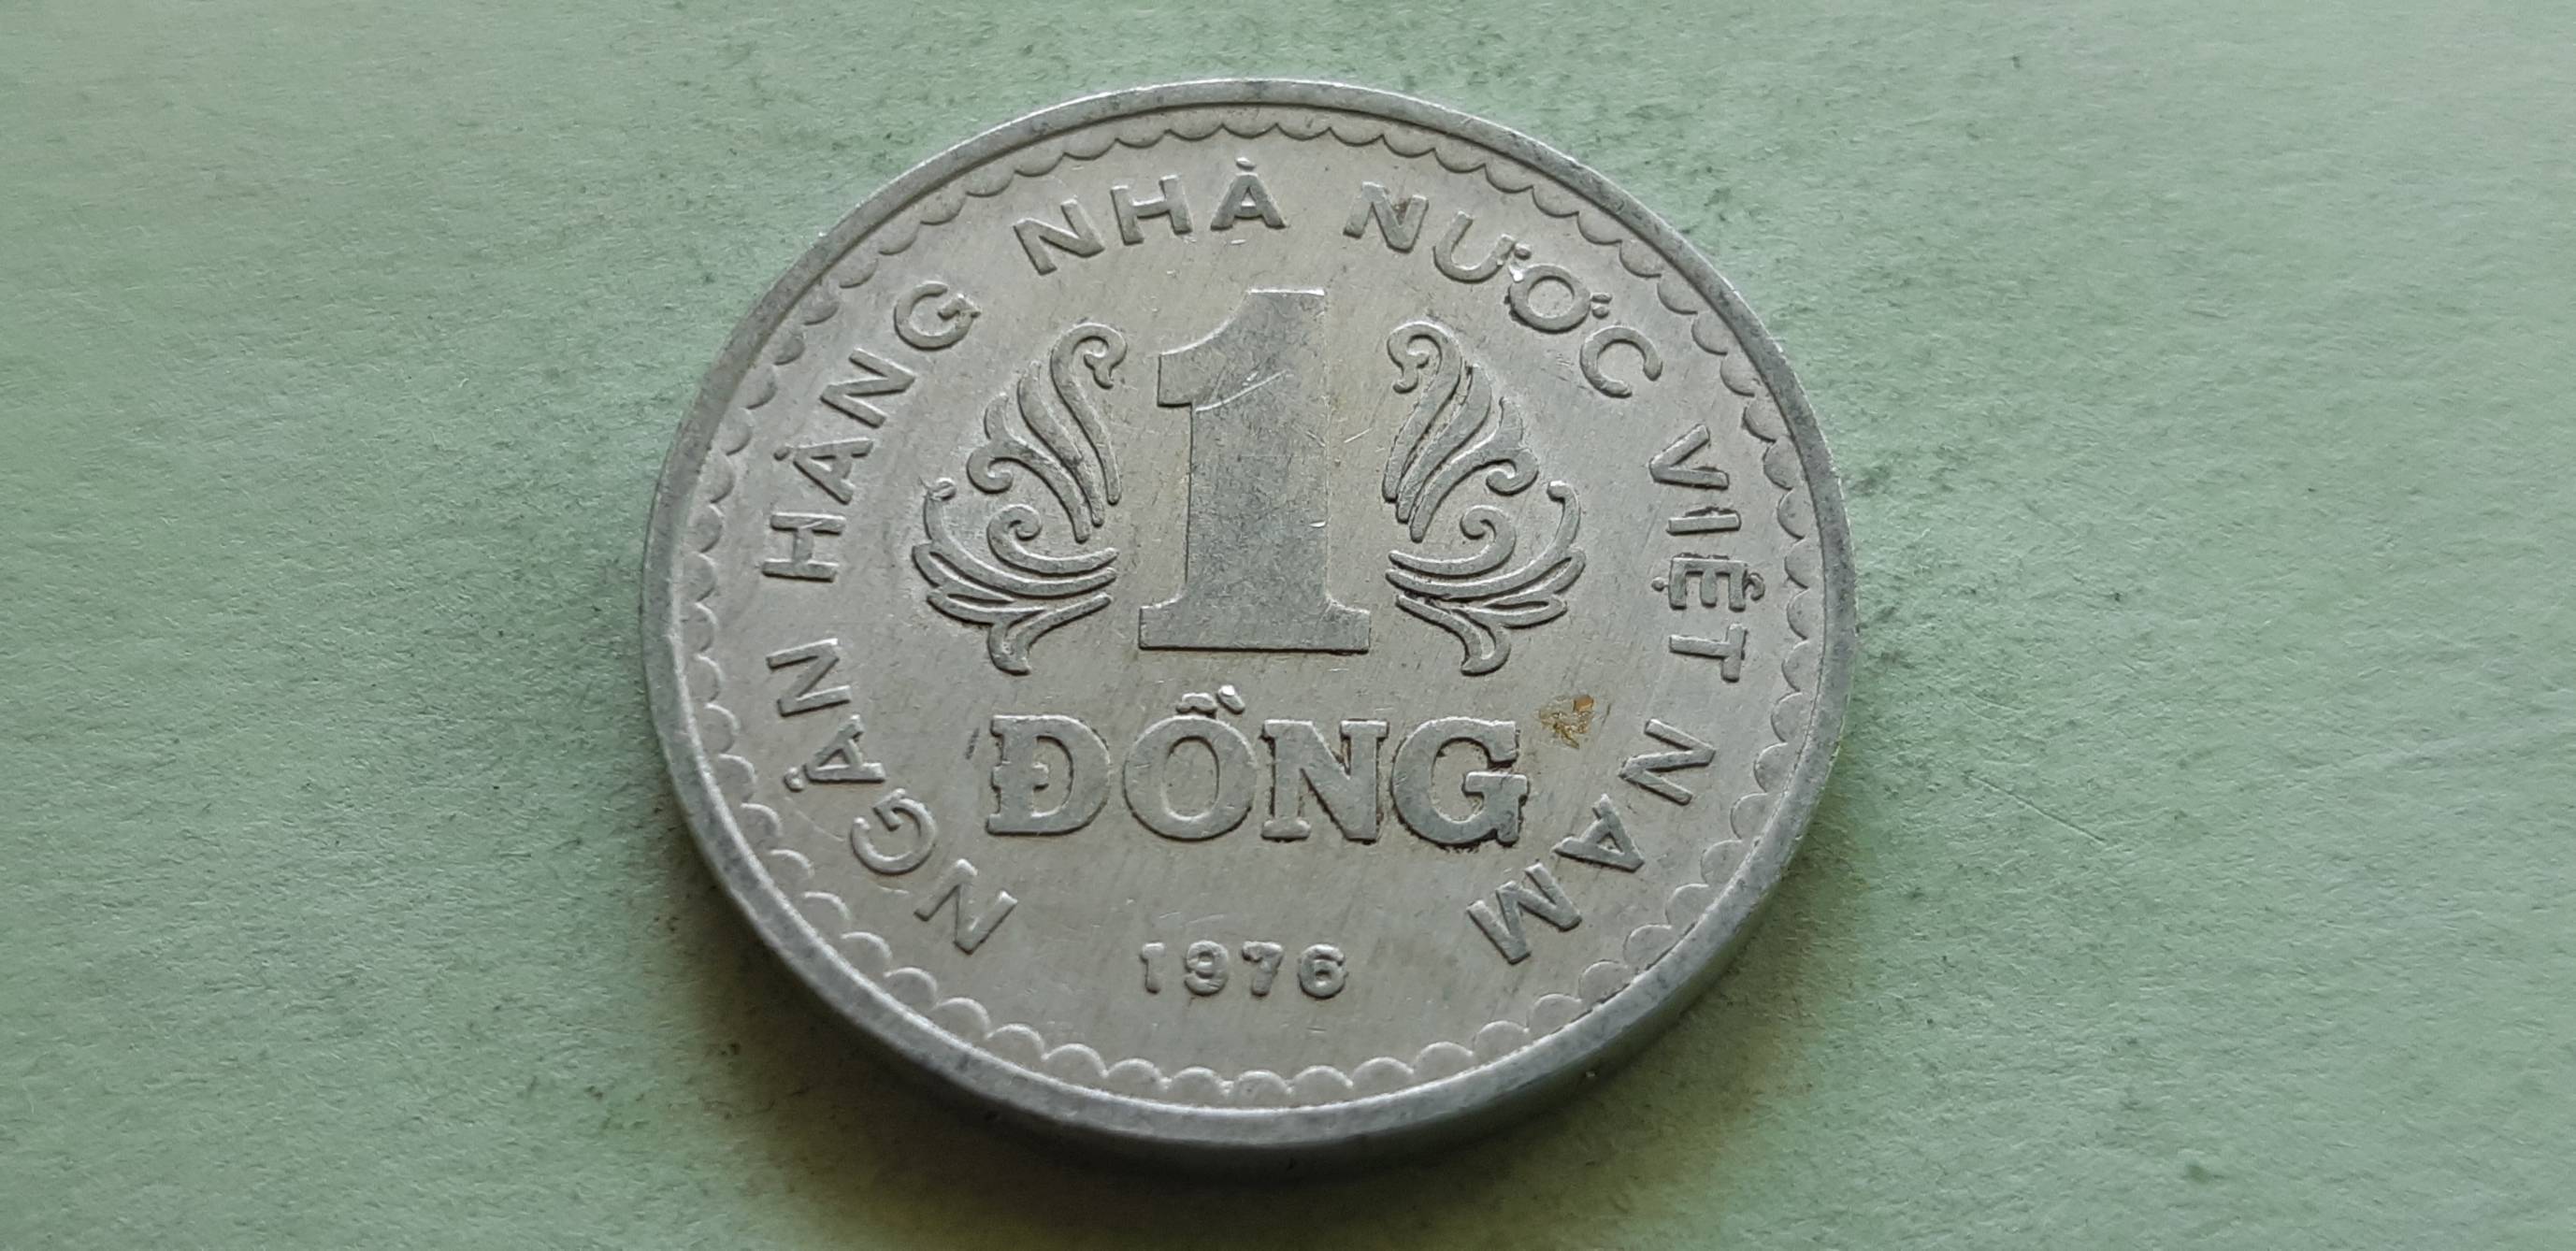 NGÂN HÀNG NHÀ NƯỚC VIỆT NAM
1
ĐỒNG
1976